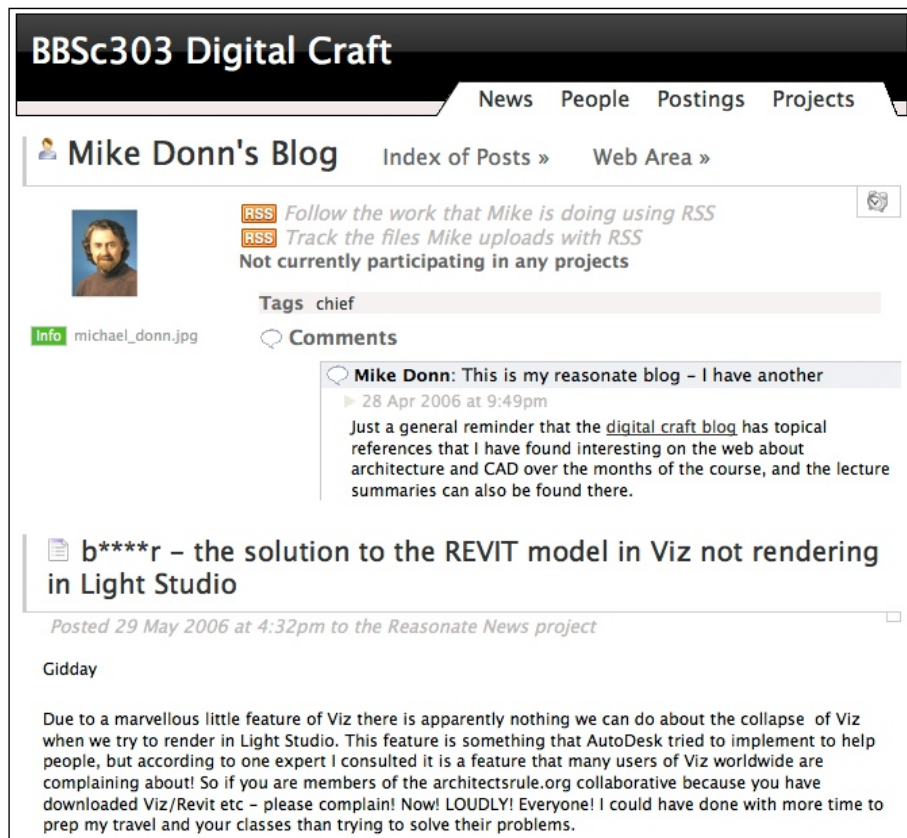 BBSc303 Digital Craft
News People Postings Projects
Mike Donn's Blog Index of Posts » Web Area »
RSS Follow the work that Mike is doing using RSS
RSS Track the files Mike uploads with RSS
Not currently participating in any projects
Tags chief
Info michael_donn.jpg
Comments
Mike Donn: This is my reasonate blog – I have another
28 Apr 2006 at 9:49pm
Just a general reminder that the digital craft blog has topical
references that I have found interesting on the web about
architecture and CAD over the months of the course, and the lecture
summaries can also be found there.
b****r – the solution to the REVIT model in Viz not rendering
in Light Studio
Posted 29 May 2006 at 4:32pm to the Reasonate News project
Gidday
Due to a marvellous little feature of Viz there is apparently nothing we can do about the collapse of Viz
when we try to render in Light Studio. This feature is something that AutoDesk tried to implement to help
people, but according to one expert I consulted it is a feature that many users of Viz worldwide are
complaining about! So if you are members of the architectsrule.org collaborative because you have
downloaded Viz/Revit etc – please complain! Now! LOUDLY! Everyone! I could have done with more time to
prep my travel and your classes than trying to solve their problems.